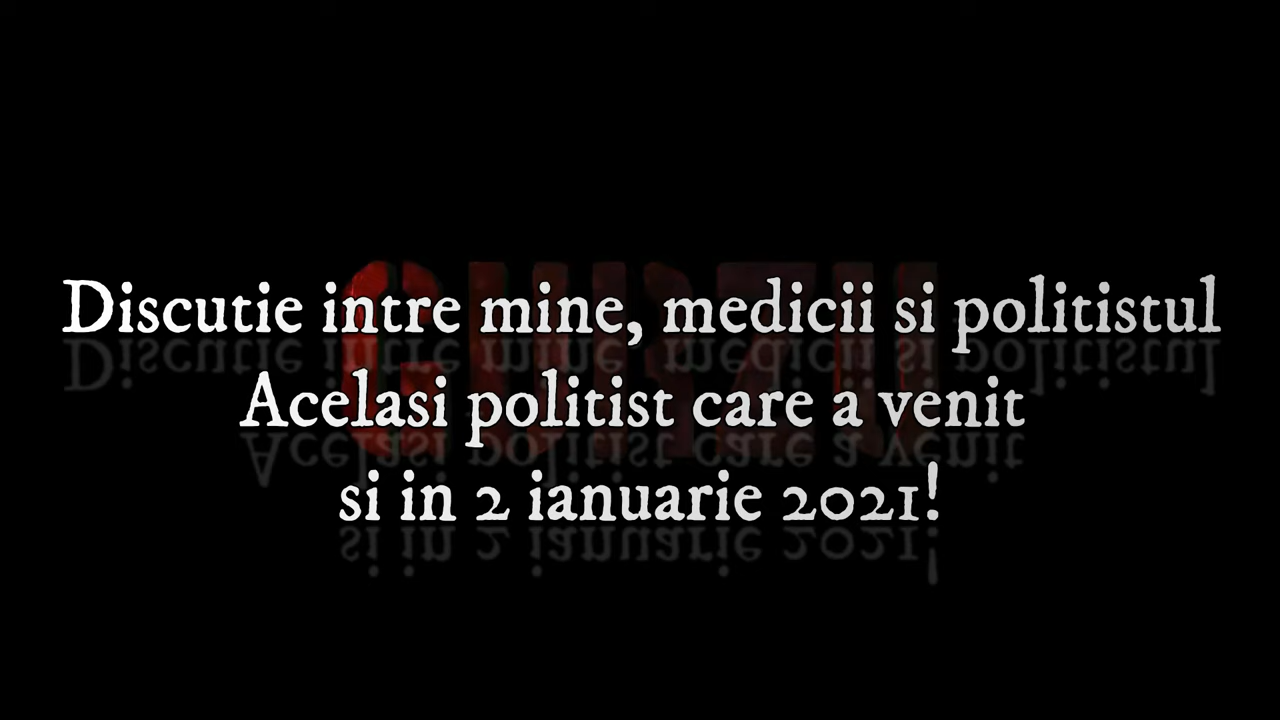 Discutie intre mine, medicii si politistul
Acelasi politist care a venit
si in 2 ianuarie 2021!